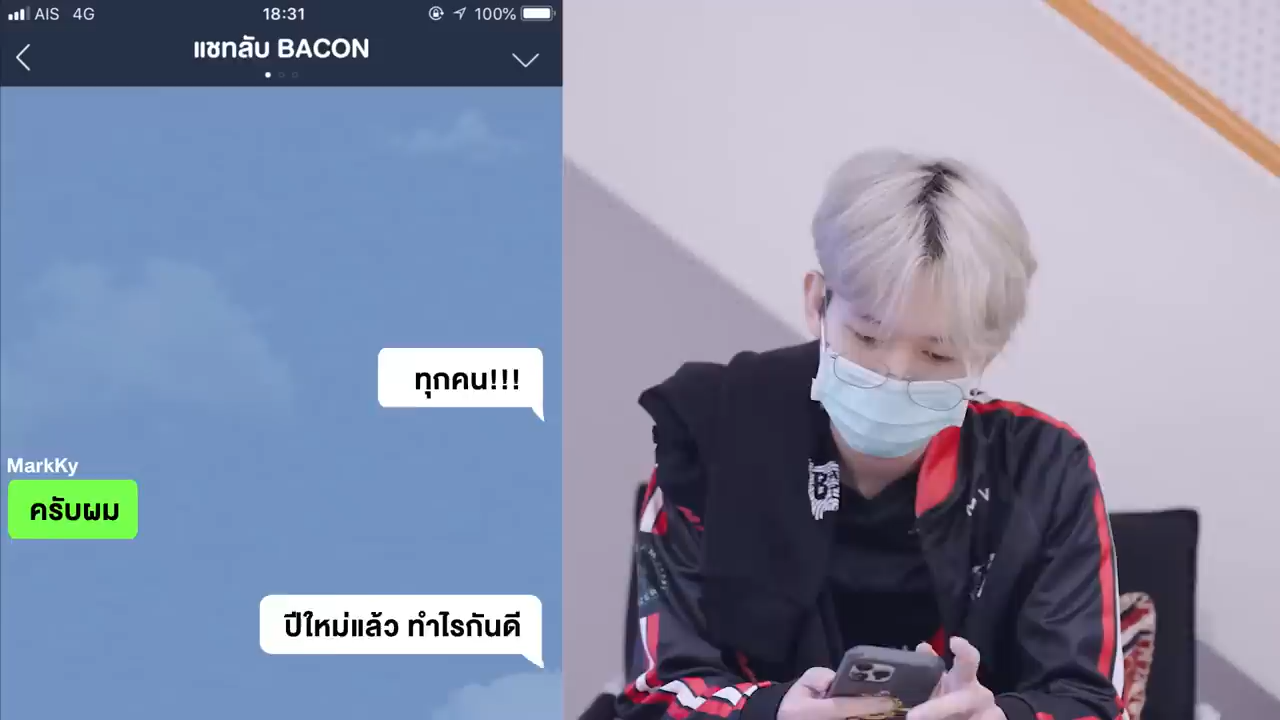 AIS 4G 18:31 100%
แชทลับ BACON
ทุกคน!!!
MarkKy
ครับผม
ปีใหม่แล้ว ทำไรกันดี